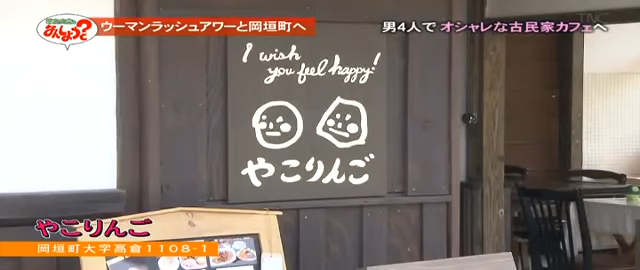 ウーマンラッシュアワーと岡垣町へ
男4人で オシャレな古民家カフェへ
I wish
you feel happy!
やこりんご
やこりんご
岡垣町大字高倉1108-1